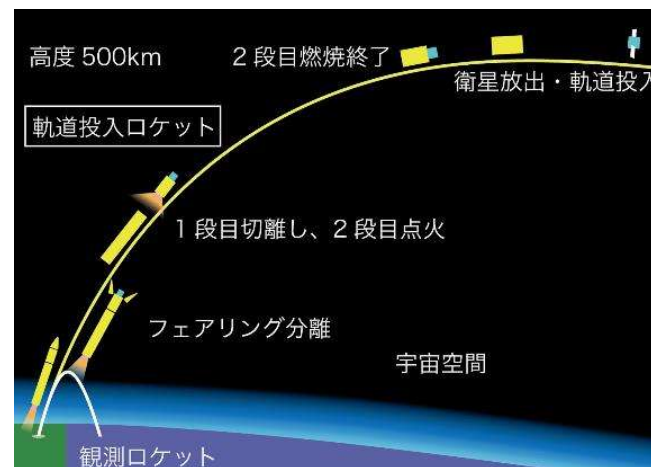 高度 500km
2 段目燃焼終了
衛星放出・軌道投入
軌道投入ロケット
1 段目切離し、2 段目点火
フェアリング分離
宇宙空間
観測ロケット